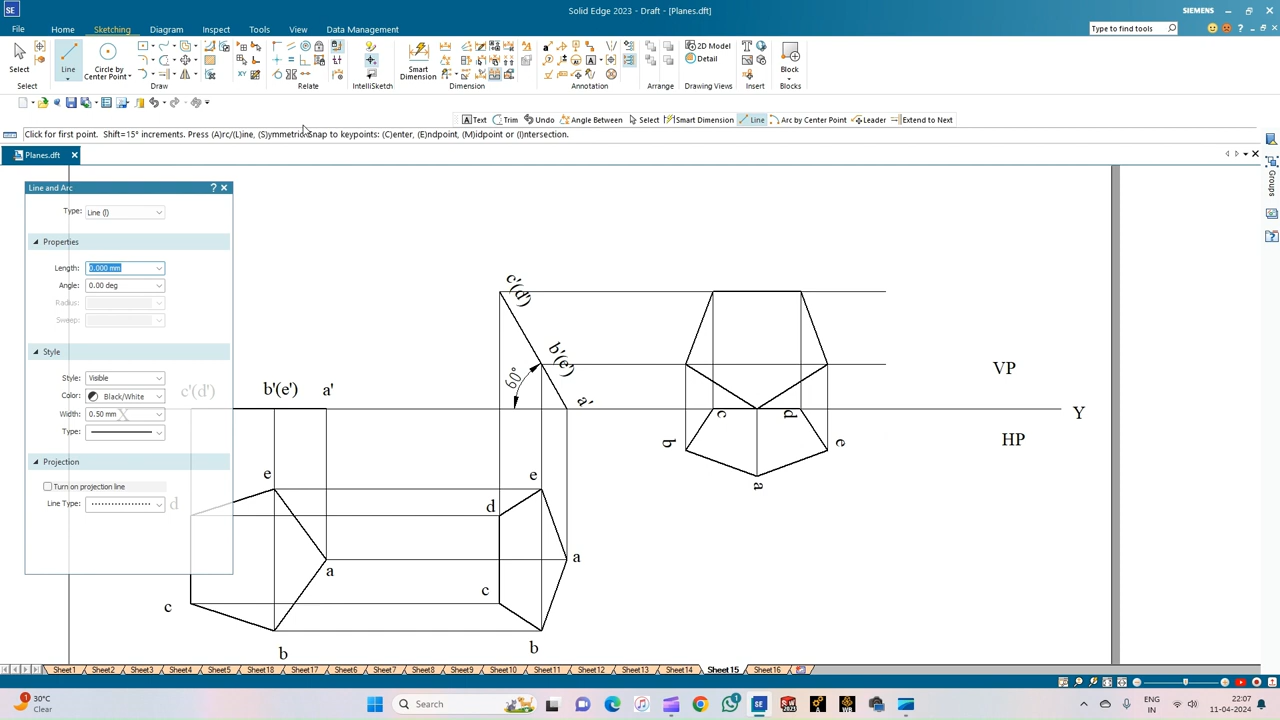 SE
Solid Edge 2023 - Draft - [Planes.dft]
SIEMENS
File Home Sketching Diagram Inspect Tools View Data Management
Type to find tools
Select
Line
Circle by Center Point
Smart Dimension
2D Model
Detail
Block
Select Draw Relate IntelliSketch Dimension Annotation Arrange Drawing Views Insert Blocks
Text Trim Undo Angle Between Select Smart Dimension Line Arc by Center Point Leader Extend to Next
Click for first point. Shift=15° increments. Press (A)rc/(L)ine, (S)ymmetric Snap to keypoints: (C)enter, (E)ndpoint, (M)idpoint or (I)ntersection.
Planes.dft
Groups
Line and Arc
Type: Line (l)
Properties
Length: 0.000 mm
Angle: 0.00 deg
Radius:
Sweep:
Style
Style: Visible
Color: Black/White
Width: 0.50 mm
Type:
Projection
Turn on projection line
Line Type:
c'(d')
b'(e')
VP
60°
c'(d') b'(e') a' a'
X
Y
c d
b e
HP
a
e e
d d
a a
c c
b b
Sheet1 Sheet2 Sheet3 Sheet4 Sheet5 Sheet18 Sheet17 Sheet6 Sheet7 Sheet8 Sheet9 Sheet10 Sheet11 Sheet12 Sheet13 Sheet14 Sheet15 Sheet16
30°C
Clear
Search
ENG
IN
22:07
11-04-2024